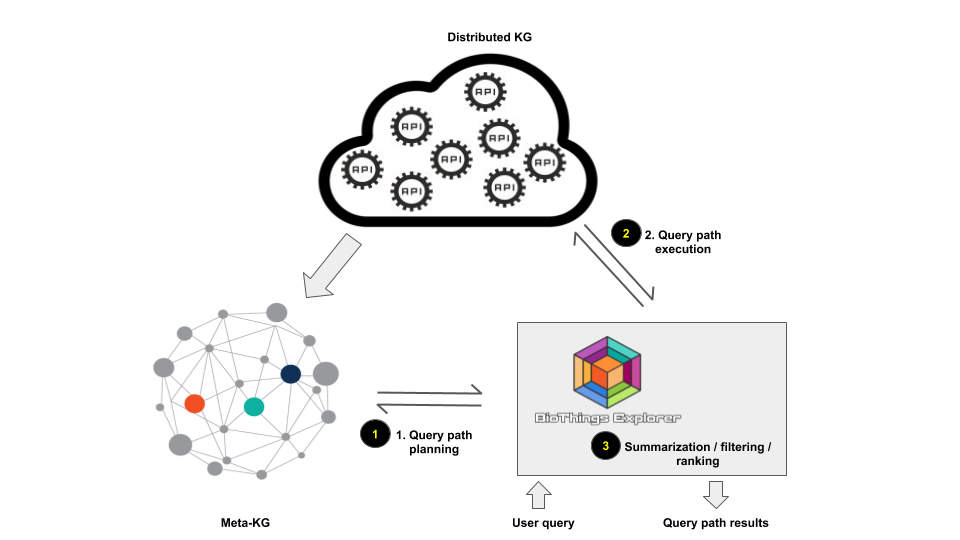 Distributed KG
API
API
API
API
API
API
API
API
2
2. Query path
execution
BioThings Explorer
1
1. Query path
planning
3
Summarization / filtering /
ranking
Meta-KG
User query
Query path results